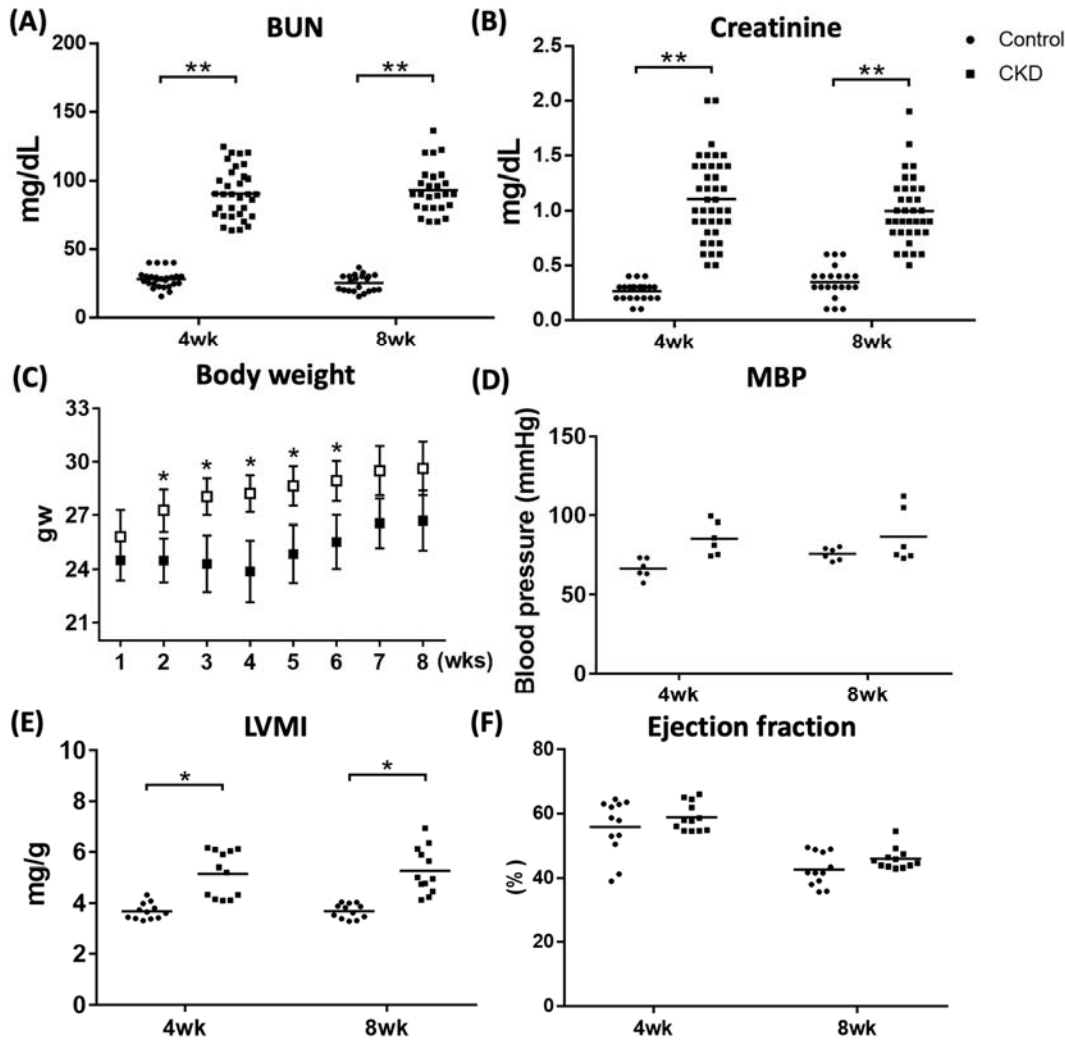 (A) BUN
200
150
100
50
0
mg/dL
**
**
4wk
8wk
(B) Creatinine
2.5
2.0
1.5
1.0
0.5
0.0
mg/dL
**
**
4wk
8wk
Control
CKD
(C) Body weight
33
30
27
24
21
gw
* * * * *
1 2 3 4 5 6 7 8 (wks)
(D) MBP
150
100
50
0
Blood pressure (mmHg)
4wk
8wk
(E) LVMI
10
8
6
4
2
0
mg/g
*
*
4wk
8wk
(F) Ejection fraction
80
60
40
20
0
(%)
4wk
8wk